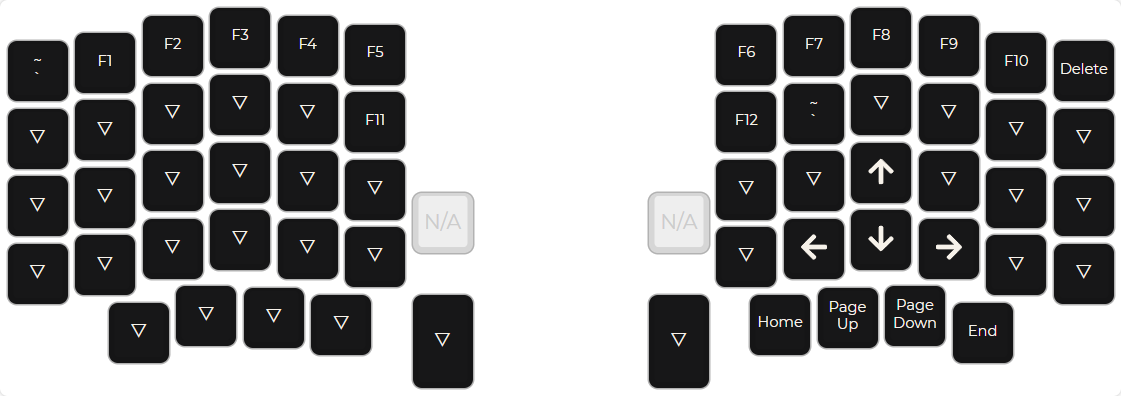 ~
`
F1
F2
F3
F4
F5
F6
F7
F8
F9
F10
Delete
F11
F12
~
`
N/A
N/A
Home
Page
Up
Page
Down
End